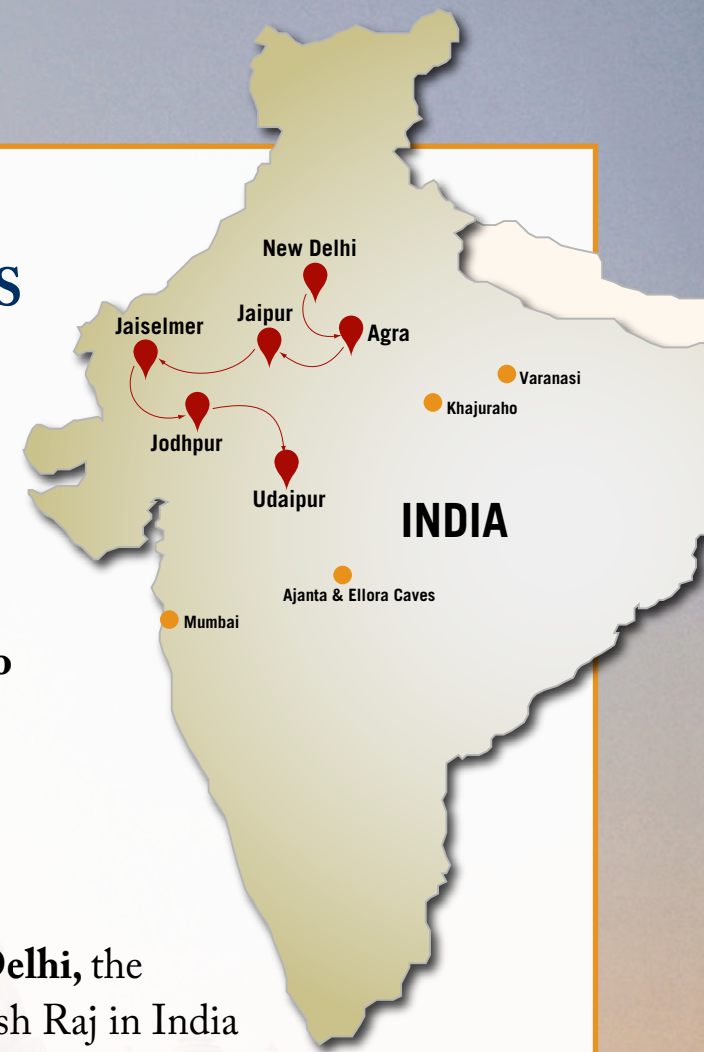 S
New Delhi
Jaipur
Agra
Jaiselmer
Jodhpur
Udaipur
Varanasi
Khajuraho
INDIA
Ajanta & Ellora Caves
Mumbai
o
Delhi, the
sh Raj in India